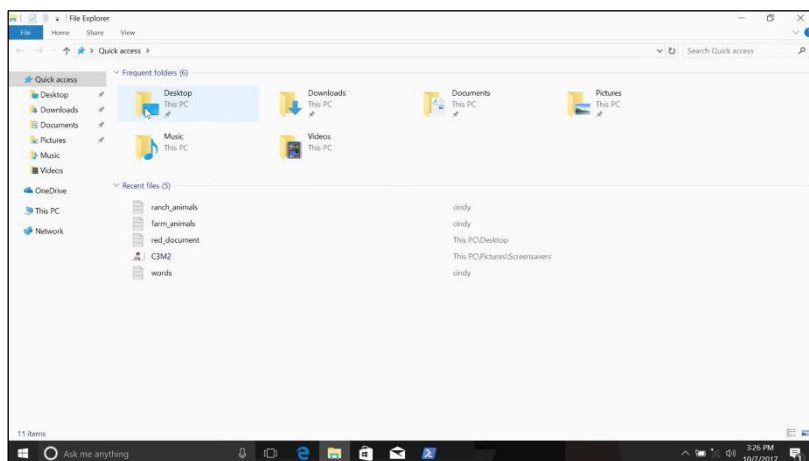 File Explorer
File Home Share View
Quick access
Search Quick access
Quick access
Desktop
Downloads
Documents
Pictures
Music
Videos
OneDrive
This PC
Network
Frequent folders (6)
Desktop
This PC
Downloads
This PC
Documents
This PC
Pictures
This PC
Music
This PC
Videos
This PC
Recent files (5)
ranch_animals cindy
farm_animals cindy
red_document This PC\Desktop
C3M2 This PC\Pictures\Screensavers
words cindy
11 items
Ask me anything
3:26 PM
10/7/2017